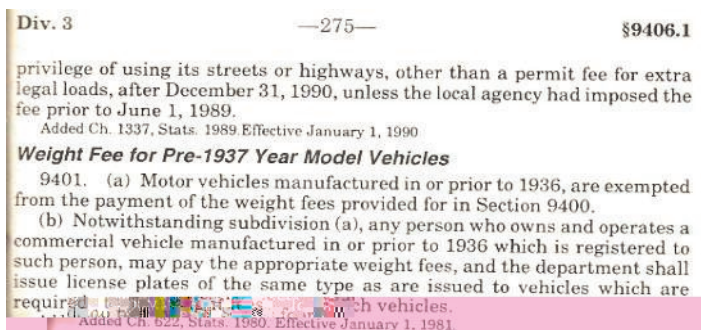 Div. 3 —275— §9406.1
privilege of using its streets or highways, other than a permit fee for extra
legal loads, after December 31, 1990, unless the local agency had imposed the
fee prior to June 1, 1989.
Added Ch. 1337, Stats. 1989.Effective January 1, 1990
Weight Fee for Pre-1937 Year Model Vehicles
9401. (a) Motor vehicles manufactured in or prior to 1936, are exempted
from the payment of the weight fees provided for in Section 9400.
(b) Notwithstanding subdivision (a), any person who owns and operates a
commercial vehicle manufactured in or prior to 1936 which is registered to
such person, may pay the appropriate weight fees, and the department shall
issue license plates of the same type as are issued to vehicles which are
required vehicles.
Added Ch. 622, Stats. 1980. Effective January 1, 1981.